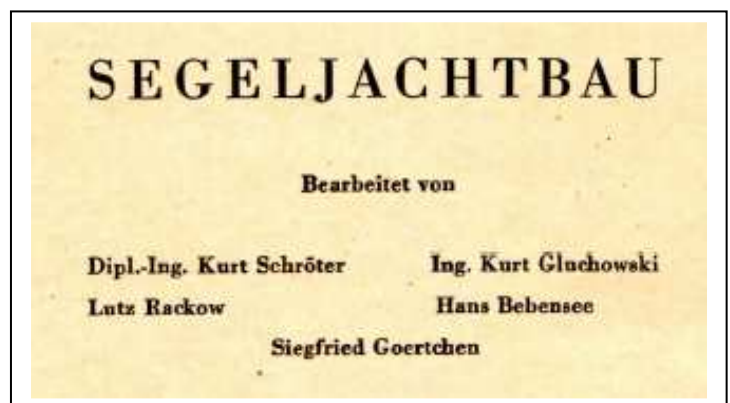 SEGELJACHTBAU
Bearbeitet von
Dipl.-Ing. Kurt Schröter Ing. Kurt Gluchowski
Lutz Rackow Hans Bebensee
Siegfried Goertchen